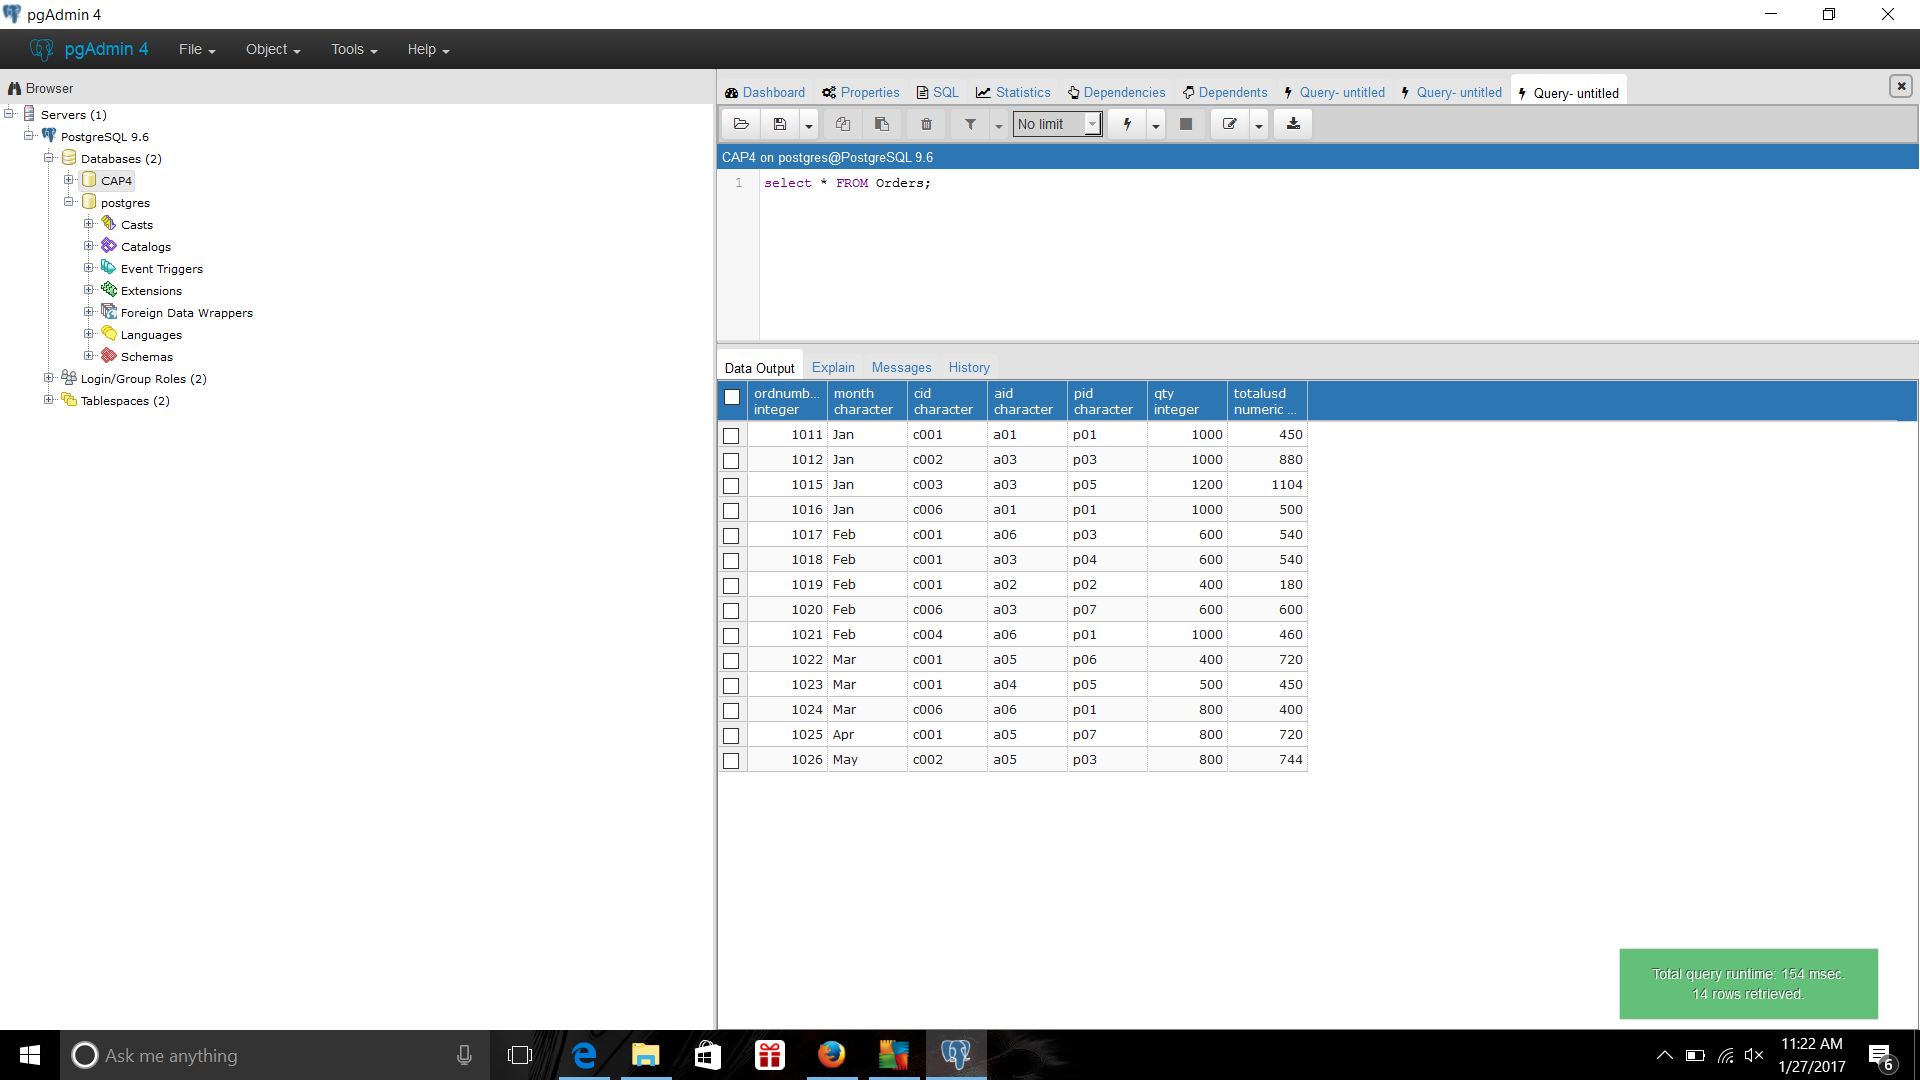 pgAdmin 4
pgAdmin 4 File Object Tools Help
Browser
Servers (1)
PostgreSQL 9.6
Databases (2)
CAP4
postgres
Casts
Catalogs
Event Triggers
Extensions
Foreign Data Wrappers
Languages
Schemas
Login/Group Roles (2)
Tablespaces (2)
Dashboard Properties SQL Statistics Dependencies Dependents Query- untitled Query- untitled Query- untitled
No limit
CAP4 on postgres@PostgreSQL 9.6
1 select * FROM Orders;
Data Output Explain Messages History
ordnumb... month cid aid pid qty totalusd
integer character character character character integer numeric ...
1011 Jan c001 a01 p01 1000 450
1012 Jan c002 a03 p03 1000 880
1015 Jan c003 a03 p05 1200 1104
1016 Jan c006 a01 p01 1000 500
1017 Feb c001 a06 p03 600 540
1018 Feb c001 a03 p04 600 540
1019 Feb c001 a02 p02 400 180
1020 Feb c006 a03 p07 600 600
1021 Feb c004 a06 p01 1000 460
1022 Mar c001 a05 p06 400 720
1023 Mar c001 a04 p05 500 450
1024 Mar c006 a06 p01 800 400
1025 Apr c001 a05 p07 800 720
1026 May c002 a05 p03 800 744
Total query runtime: 154 msec.
14 rows retrieved.
Ask me anything
11:22 AM
1/27/2017
6